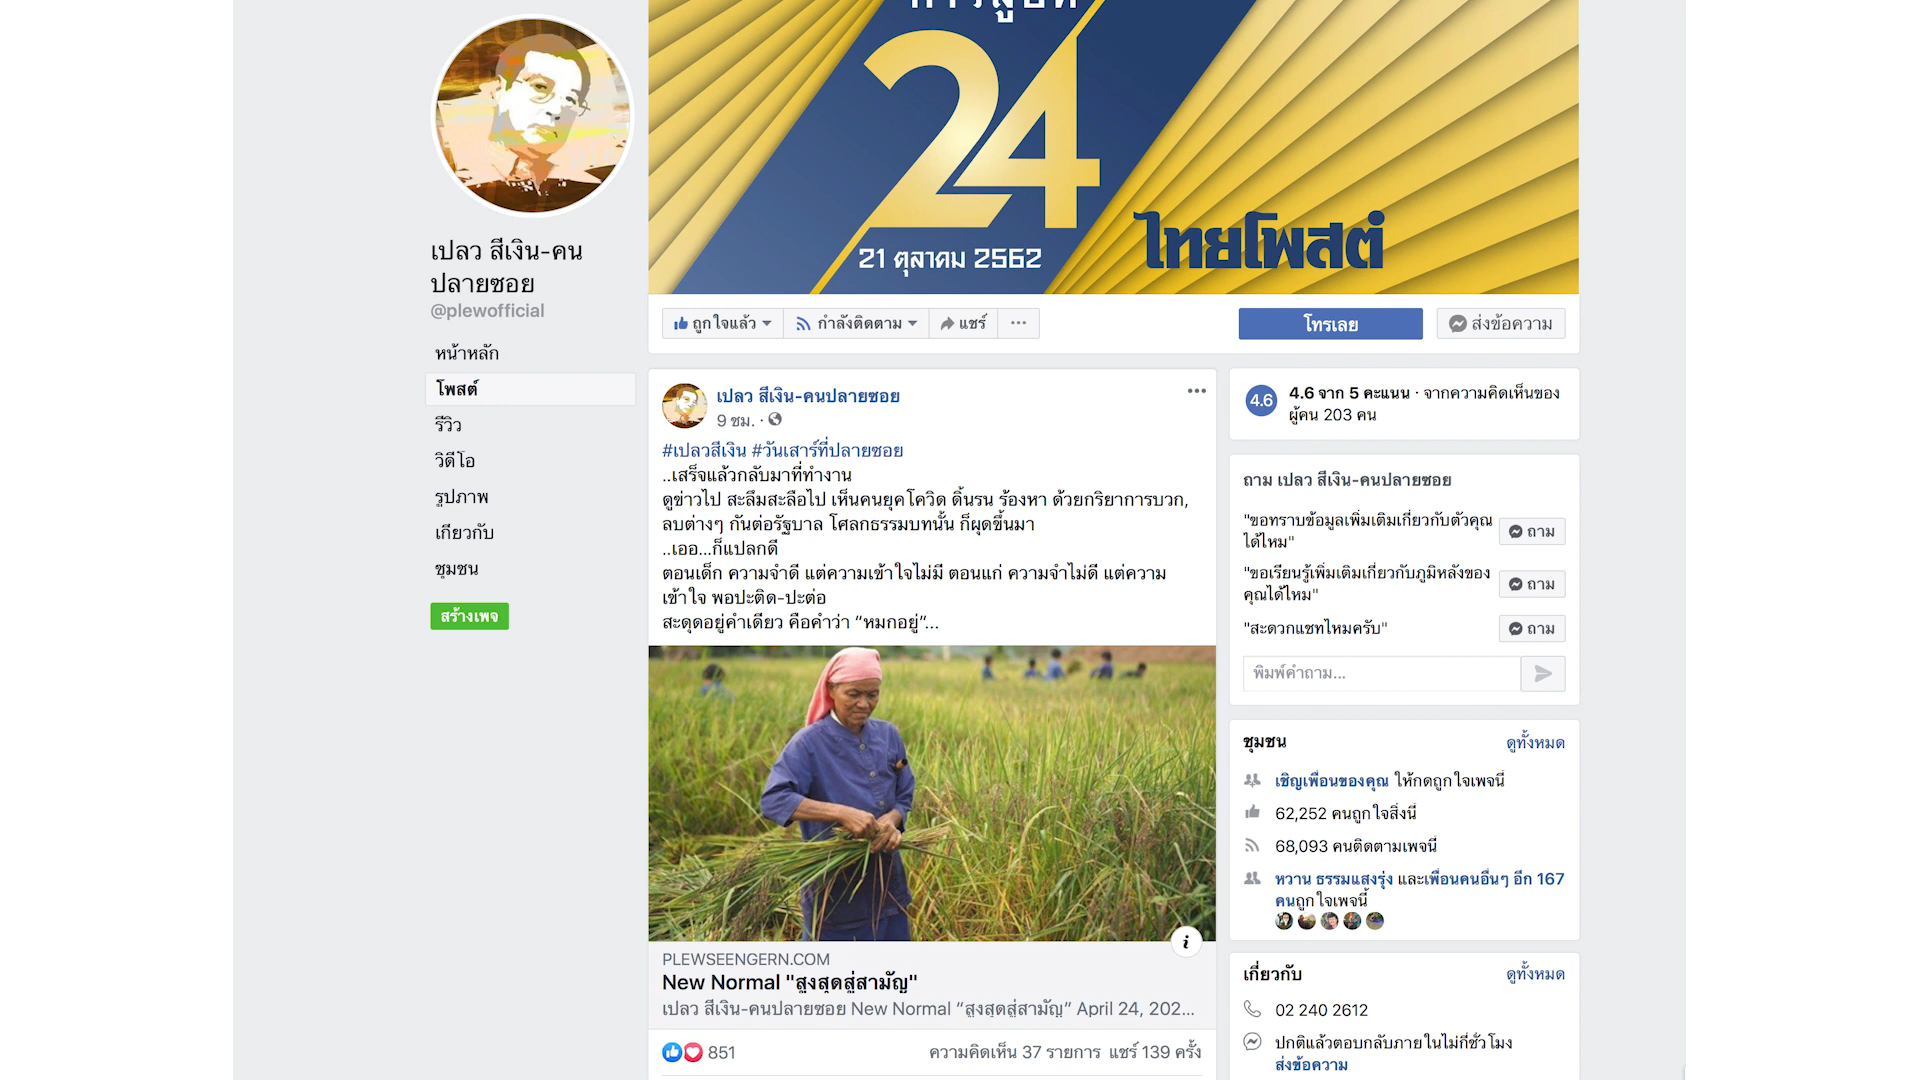 24
21 ตุลาคม 2562
ไทยโพสต์
เปลว สีเงิน-คน
ปลายซอย
@plewofficial
หน้าหลัก
โพสต์
รีวิว
วิดีโอ
รูปภาพ
เกี่ยวกับ
ชุมชน
สร้างเพจ
ถูกใจแล้ว
กำลังติดตาม
แชร์
โทรเลย
ส่งข้อความ
เปลว สีเงิน-คนปลายซอย
9 ชม. ·
#เปลวสีเงิน #วันเสาร์ที่ปลายซอย
..เสร็จแล้วกลับมาที่ทำงาน
ดูข่าวไป สะลึมสะลือไป เห็นคนยุคโควิด ดิ้นรน ร้องหา ด้วยกริยาการบวก,
ลบต่างๆ กันต่อรัฐบาล โศลกธรรมบทนั้น ก็ผุดขึ้นมา
..เออ...ก็แปลกดี
ตอนเด็ก ความจำดี แต่ความเข้าใจไม่มี ตอนแก่ ความจำไม่ดี แต่ความ
เข้าใจ พอปะติด-ปะต่อ
สะดุดอยู่คำเดียว คือคำว่า “หมกอยู่”...
PLEWSEENGERN.COM
New Normal "สูงสุดสู่สามัญ"
เปลว สีเงิน-คนปลายซอย New Normal “สูงสุดสู่สามัญ” April 24, 202...
851
ความคิดเห็น 37 รายการ แชร์ 139 ครั้ง
4.6
4.6 จาก 5 คะแนน · จากความคิดเห็นของ
ผู้คน 203 คน
ถาม เปลว สีเงิน-คนปลายซอย
"ขอทราบข้อมูลเพิ่มเติมเกี่ยวกับตัวคุณ
ได้ไหม"
ถาม
"ขอเรียนรู้เพิ่มเติมเกี่ยวกับภูมิหลังของ
คุณได้ไหม"
ถาม
"สะดวกแชทไหมครับ"
ถาม
พิมพ์คำถาม...
ชุมชน
ดูทั้งหมด
เชิญเพื่อนของคุณ ให้กดถูกใจเพจนี้
62,252 คนถูกใจสิ่งนี้
68,093 คนติดตามเพจนี้
หวาน ธรรมแสงรุ่ง และเพื่อนคนอื่นๆ อีก 167
คนถูกใจเพจนี้
เกี่ยวกับ
ดูทั้งหมด
02 240 2612
ปกติแล้วตอบกลับภายในไม่กี่ชั่วโมง
ส่งข้อความ